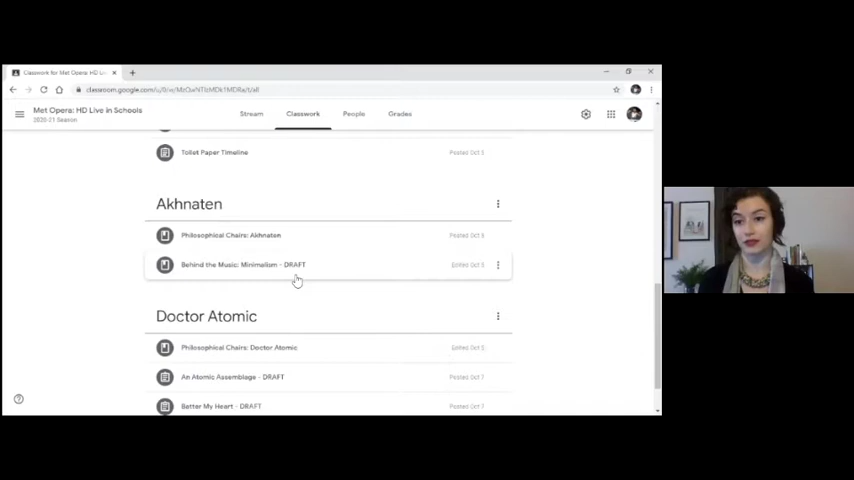 Classwork for Met Opera: HD Liv
classroom.google.com
Met Opera: HD Live in Schools
2020-21 Season
Stream
Classwork
People
Grades
Toilet Paper Timeline
Posted Oct 5
Akhnaten
Philosophical Chairs: Akhnaten
Posted Oct 5
Behind the Music: Minimalism - DRAFT
Edited Oct 5
Doctor Atomic
Philosophical Chairs: Doctor Atomic
Edited Oct 5
An Atomic Assemblage - DRAFT
Posted Oct 7
Batter My Heart - DRAFT
Posted Oct 7